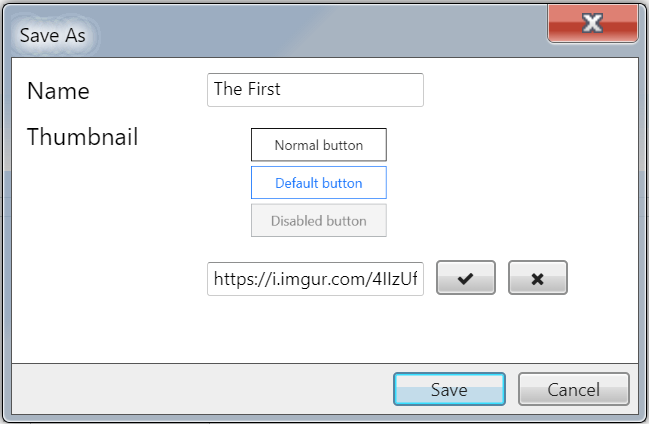 Save As
Name
The First
Thumbnail
Normal button
Default button
Disabled button
https://i.imgur.com/4IIzUf
Save
Cancel